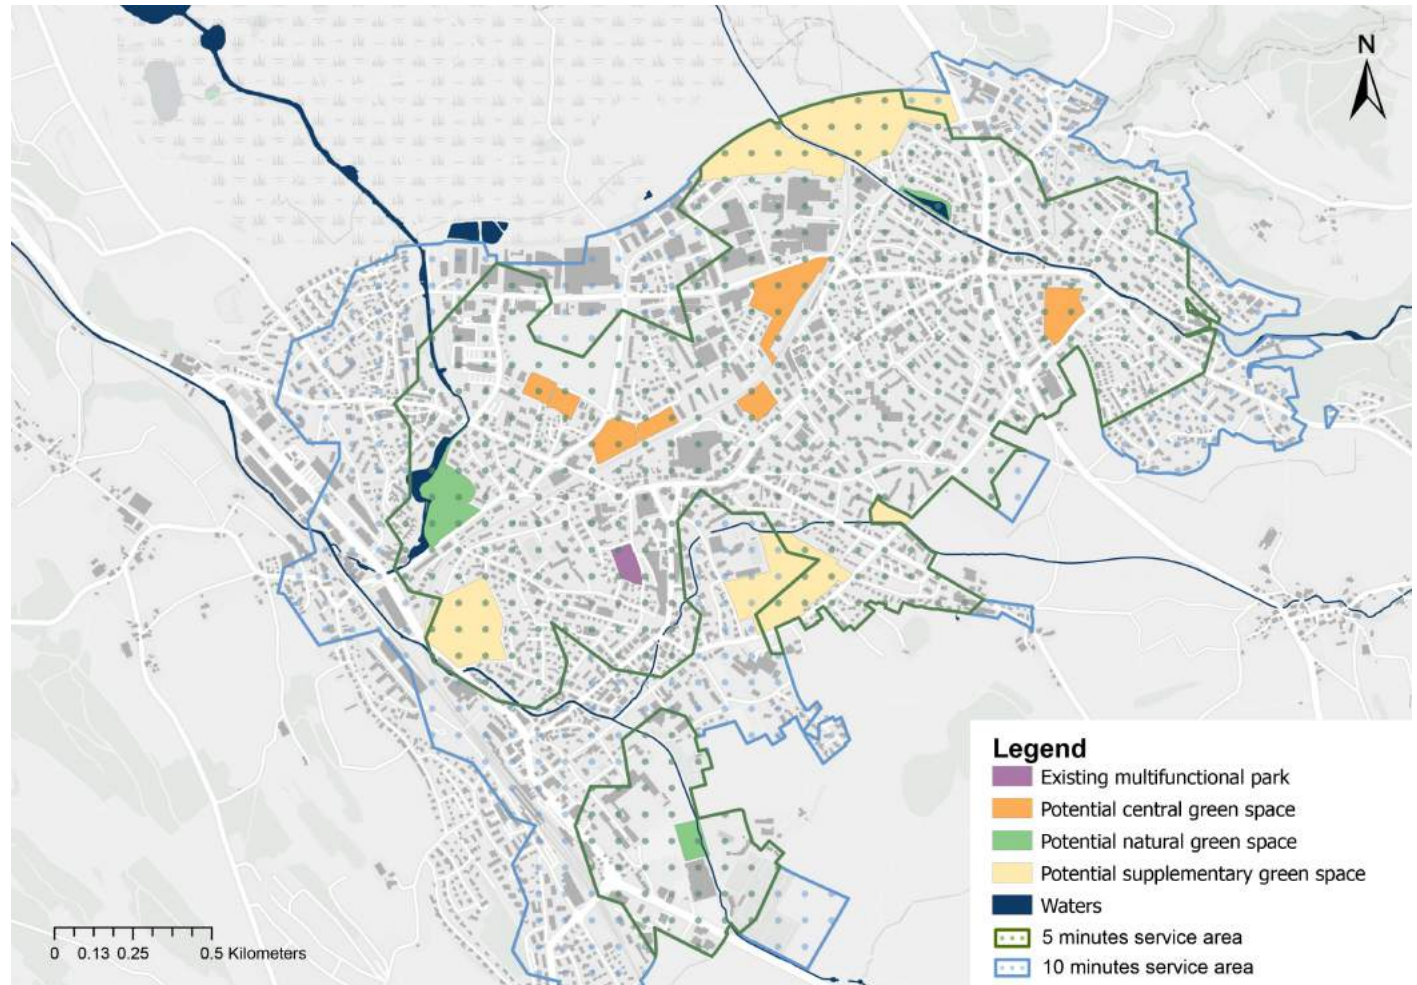 N
Legend
Existing multifunctional park
Potential central green space
Potential natural green space
Potential supplementary green space
Waters
5 minutes service area
10 minutes service area
0 0.13 0.25 0.5 Kilometers